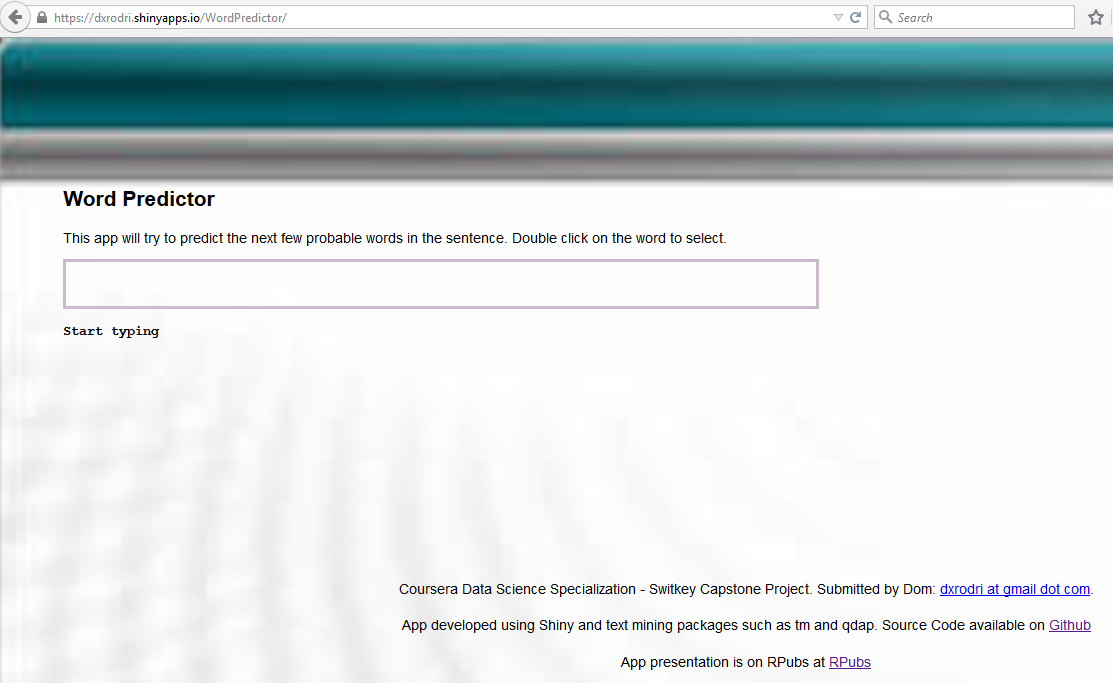 https://dxrodri.shinyapps.io/WordPredictor/
Search
Word Predictor
This app will try to predict the next few probable words in the sentence. Double click on the word to select.
Start typing
Coursera Data Science Specialization - Switkey Capstone Project. Submitted by Dom: dxrodri at gmail dot com.
App developed using Shiny and text mining packages such as tm and qdap. Source Code available on Github
App presentation is on RPubs at RPubs